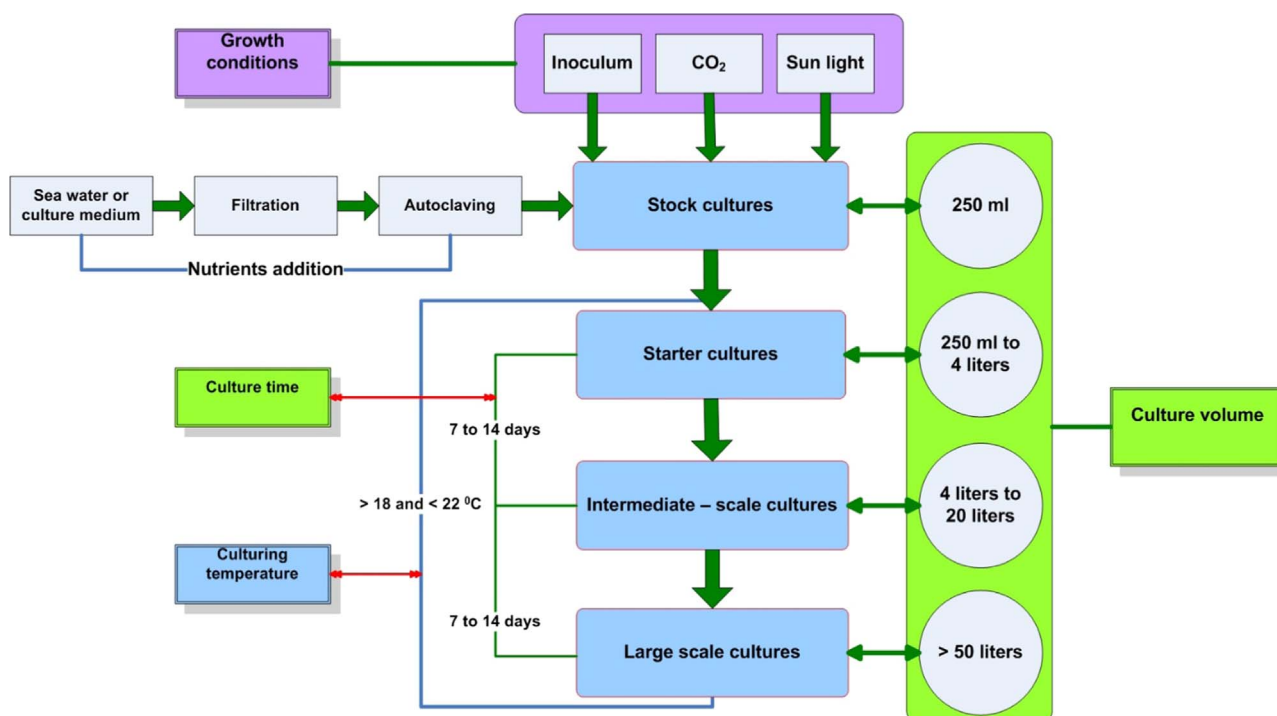 Growth
conditions
Inoculum
CO₂
Sun light
Sea water or
culture medium
Filtration
Autoclaving
Stock cultures
250 ml
Nutrients addition
Starter cultures
250 ml to
4 liters
Culture time
7 to 14 days
Culture volume
> 18 and < 22 ⁰C
Intermediate – scale cultures
4 liters to
20 liters
Culturing
temperature
7 to 14 days
Large scale cultures
> 50 liters